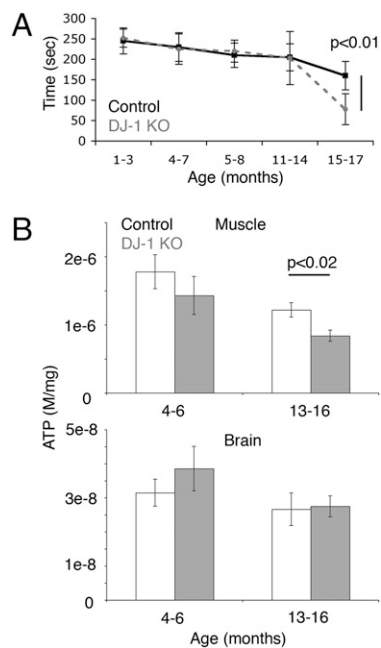 A
300
250
200
150
100
50
0
Time (sec)
p<0.01
Control
DJ-1 KO
1-3 4-7 5-8 11-14 15-17
Age (months)
B
Control Muscle
DJ-1 KO
p<0.02
2e-6
1e-6
0
4-6 13-16
ATP (M/mg)
Brain
5e-8
3e-8
1e-8
0
4-6 13-16
Age (months)